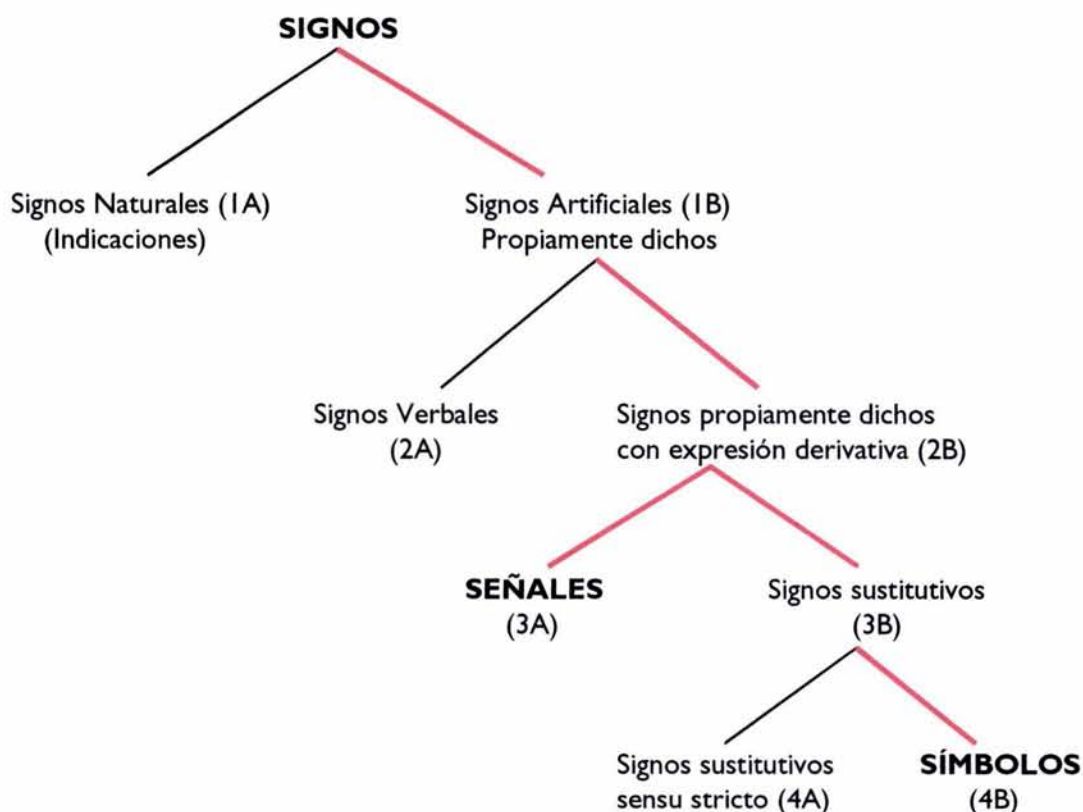 SIGNOS
Signos Naturales (1A)
(Indicaciones)
Signos Artificiales (1B)
Propiamente dichos
Signos Verbales
(2A)
Signos propiamente dichos
con expresión derivativa (2B)
SEÑALES
(3A)
Signos sustitutivos
(3B)
Signos sustitutivos
sensu stricto (4A)
SÍMBOLOS
(4B)